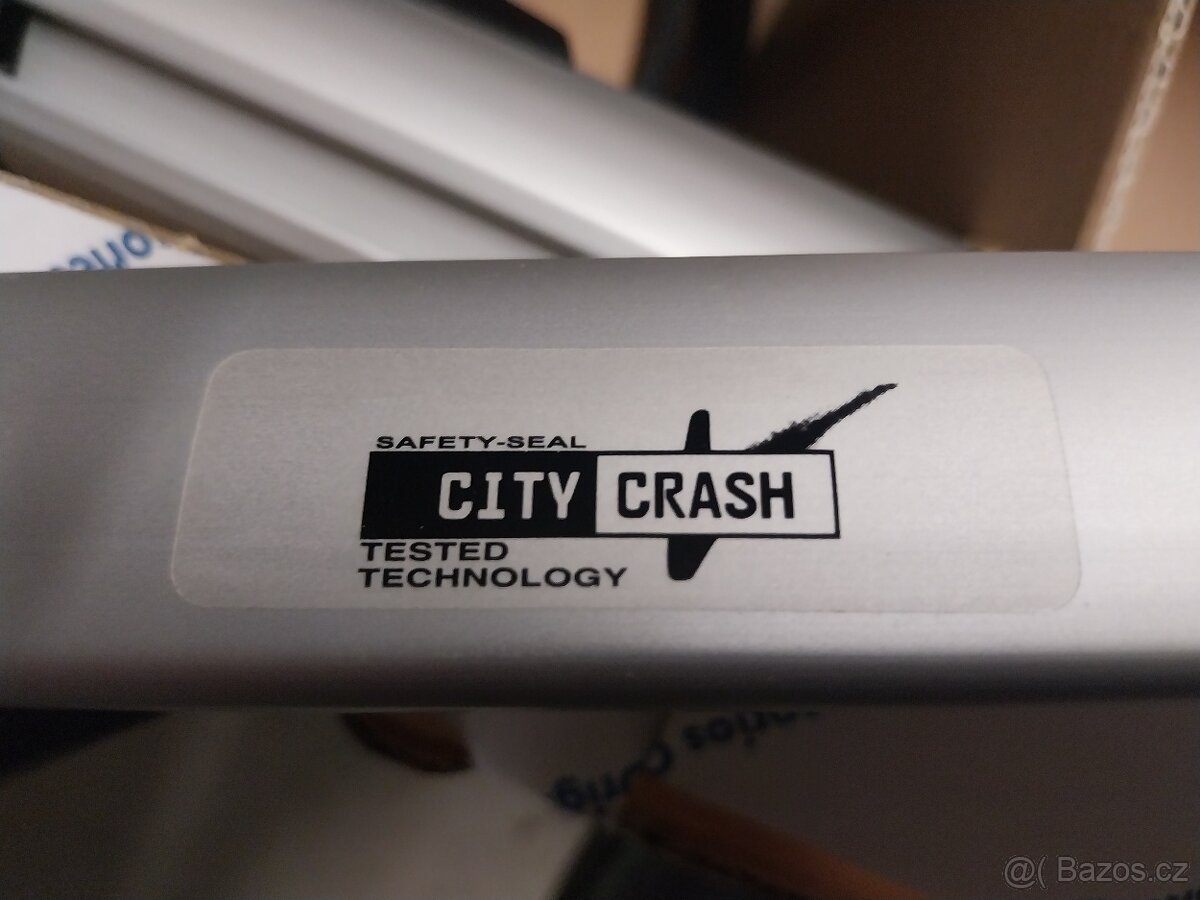 SAFETY-SEAL
CITY CRASH
TESTED
TECHNOLOGY
@( Bazos.cz